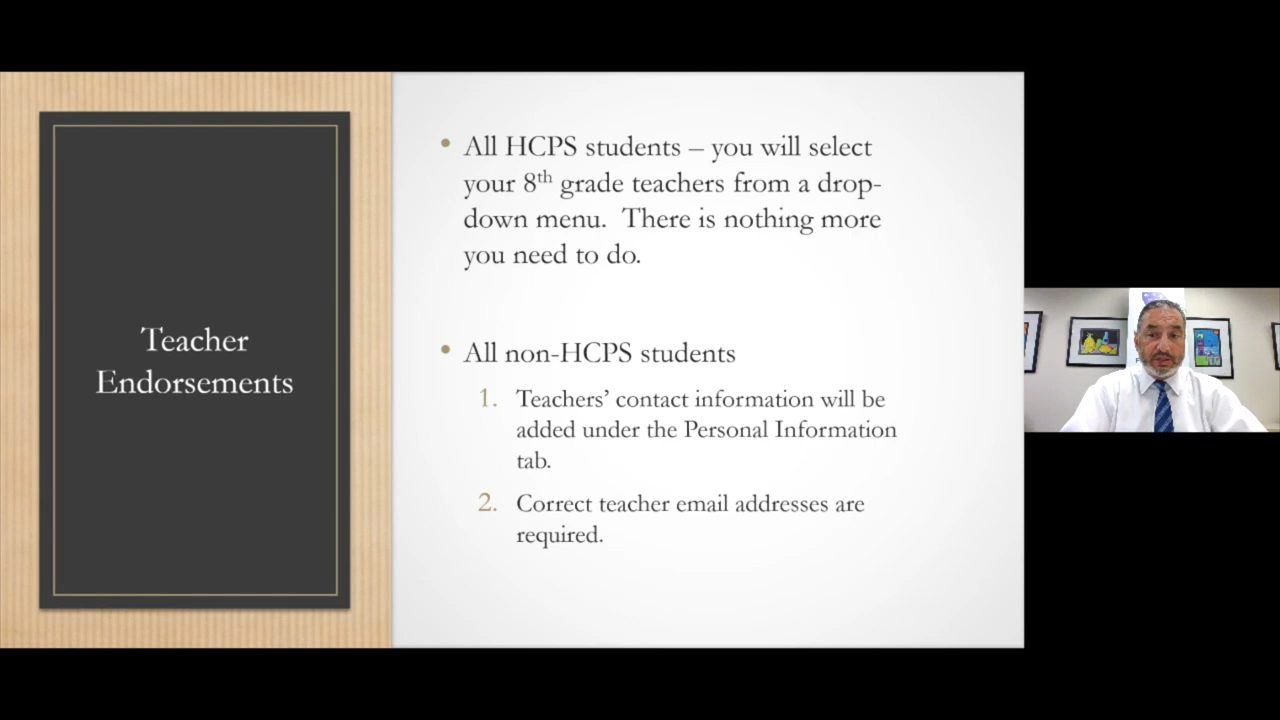 Teacher
Endorsements
• All HCPS students – you will select
your 8th grade teachers from a drop-
down menu.  There is nothing more
you need to do.
• All non-HCPS students
1. Teachers’ contact information will be
added under the Personal Information
tab.
2. Correct teacher email addresses are
required.